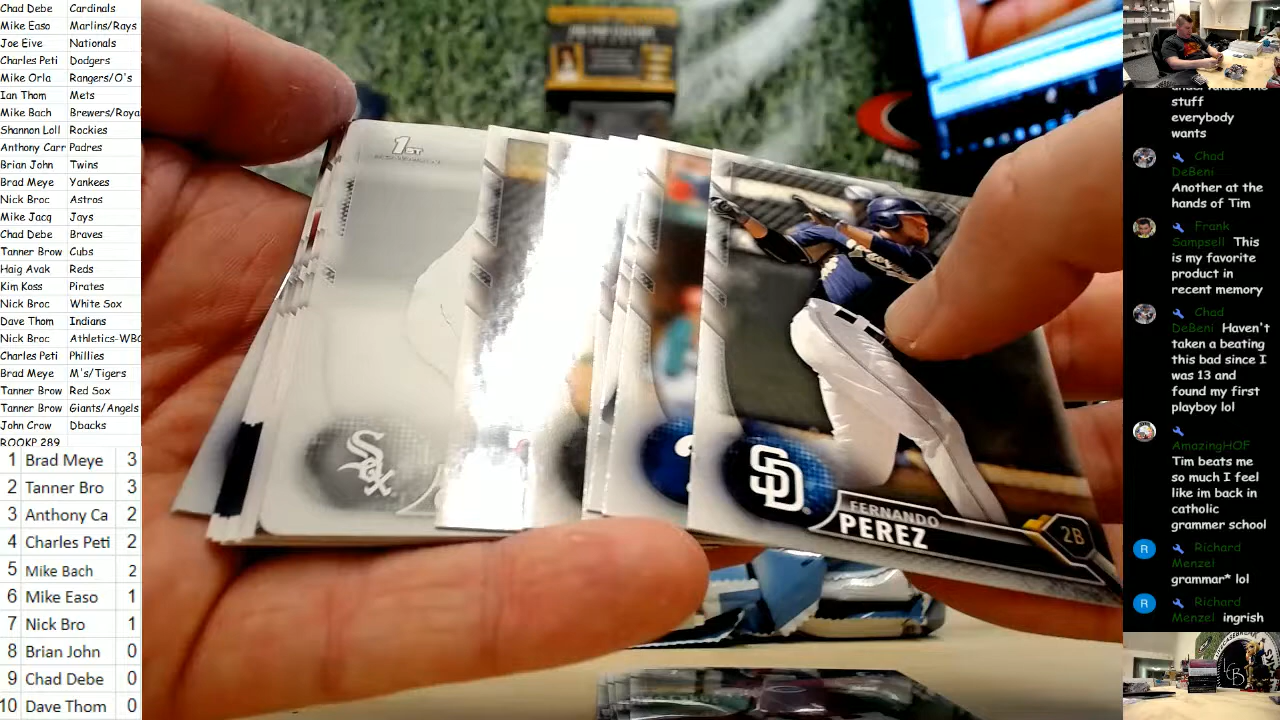 Chad Debe Cardinals
Mike Easo Marlins/Rays
Joe Eive Nationals
Charles Peti Dodgers
Mike Orla Rangers/O's
Ian Thom Mets
Mike Bach Brewers/Roya
Shannon Loll Rockies
Anthony Carr Padres
Brian John Twins
Brad Meye Yankees
Nick Broc Astros
Mike Jacq Jays
Chad Debe Braves
Tanner Brow Cubs
Haig Avak Reds
Kim Koss Pirates
Nick Broc White Sox
Dave Thom Indians
Nick Broc Athletics-WBC
Charles Peti Phillies
Brad Meye M's/Tigers
Tanner Brow Red Sox
Tanner Brow Giants/Angels
John Crow Dbacks
1 Brad Meye 3
2 Tanner Bro 3
3 Anthony Ca 2
4 Charles Peti 2
5 Mike Bach 2
6 Mike Easo 1
7 Nick Bro 1
8 Brian John 0
9 Chad Debe 0
10 Dave Thom 0
1ST
Sox
SD
FERNANDO
PEREZ
2B
stuff
everybody
wants
Chad
DeBeni
Another at the
hands of Tim
Frank
Sampsell This
is my favorite
product in
recent memory
Chad
DeBeni Haven't
taken a beating
this bad since I
was 13 and
found my first
playboy lol
AmazingHOF
Tim beats me
so much I feel
like im back in
catholic
grammer school
Richard
Menzel
grammar* lol
Richard
Menzel ingrish